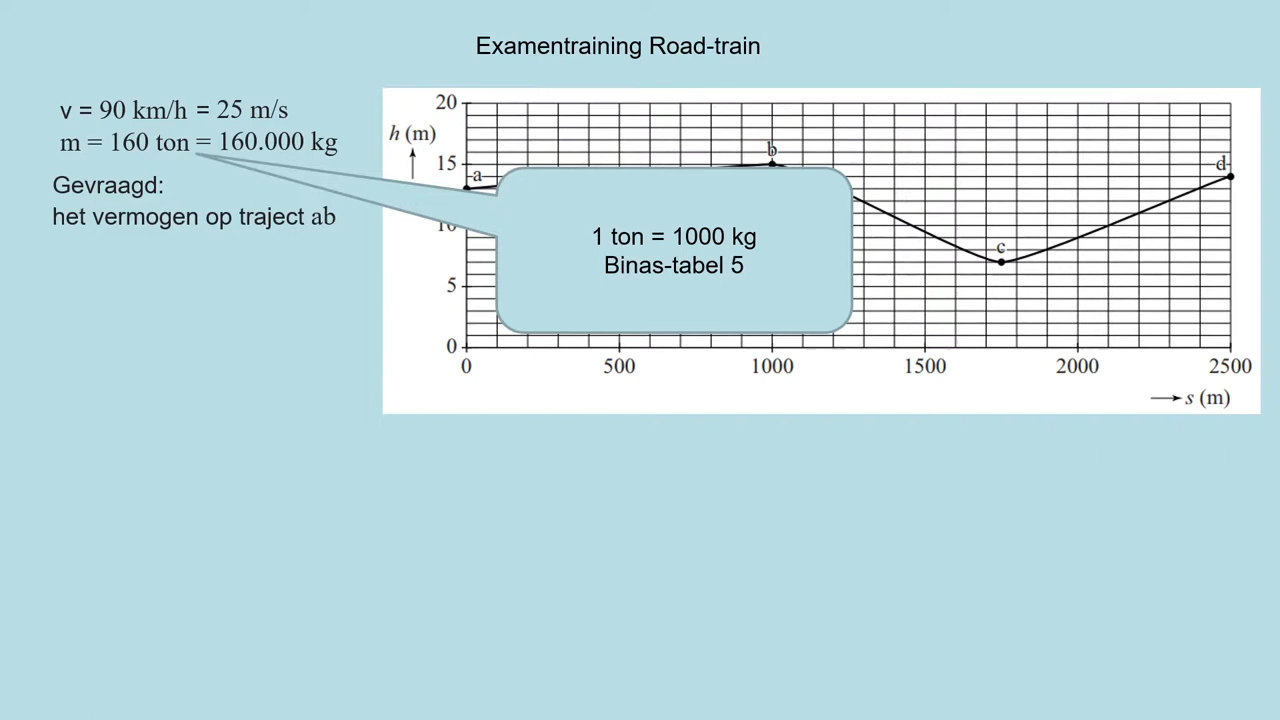 Examentraining Road-train
v = 90 km/h = 25 m/s
m = 160 ton = 160.000 kg
Gevraagd:
het vermogen op traject ab
1 ton = 1000 kg
Binas-tabel 5
20
h (m)
15
10
5
0
a
b
c
d
0 500 1000 1500 2000 2500
s (m)